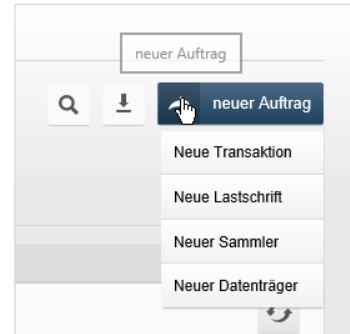 neuer Auftrag
neuer Auftrag
Neue Transaktion
Neue Lastschrift
Neuer Sammler
Neuer Datenträger